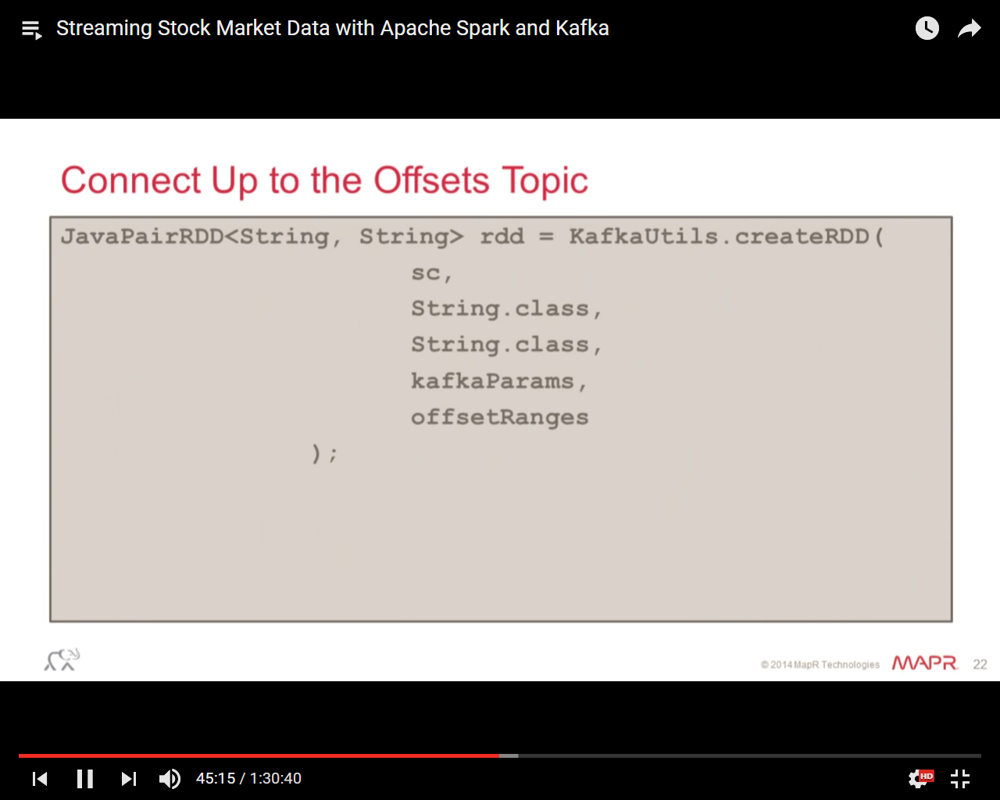 Streaming Stock Market Data with Apache Spark and Kafka
Connect Up to the Offsets Topic
JavaPairRDD<String, String> rdd = KafkaUtils.createRDD(
sc,
String.class,
String.class,
kafkaParams,
offsetRanges
);
© 2014 MapR Technologies MAPR 22
45:15 / 1:30:40 HD